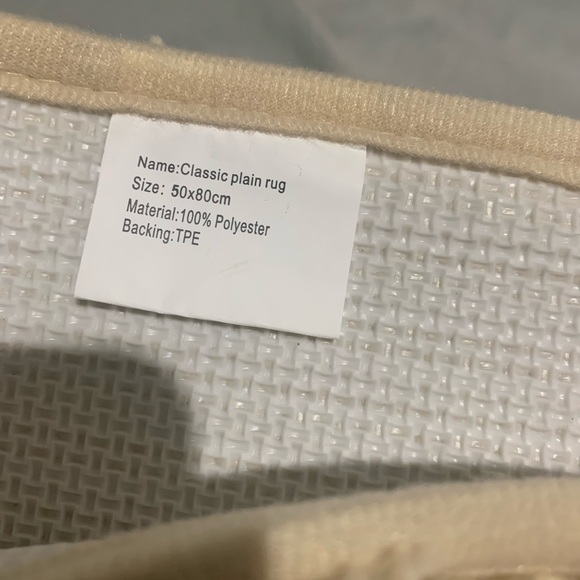 Name:Classic plain rug
Size: 50x80cm
Material:100% Polyester
Backing:TPE